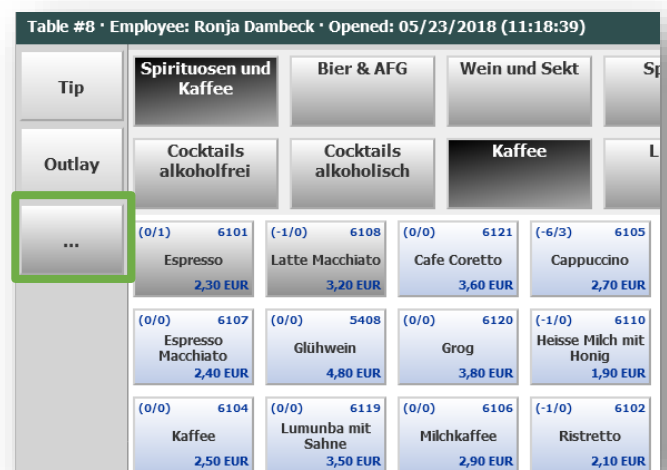 Table #8 · Employee: Ronja Dambeck · Opened: 05/23/2018 (11:18:39)
Tip
Spirituosen und
Kaffee
Bier & AFG
Wein und Sekt
Outlay
Cocktails
alkoholfrei
Cocktails
alkoholisch
Kaffee
...
(0/1) 6101
Espresso
2,30 EUR
(-1/0) 6108
Latte Macchiato
3,20 EUR
(0/0) 6121
Cafe Coretto
3,60 EUR
(-6/3) 6105
Cappuccino
2,70 EUR
(0/0) 6107
Espresso
Macchiato
2,40 EUR
(0/0) 5408
Glühwein
4,80 EUR
(0/0) 6120
Grog
3,80 EUR
(-1/0) 6110
Heisse Milch mit
Honig
1,90 EUR
(0/0) 6104
Kaffee
2,50 EUR
(0/0) 6119
Lumunba mit
Sahne
3,50 EUR
(0/0) 6106
Milchkaffee
2,90 EUR
(-1/0) 6102
Ristretto
2,10 EUR